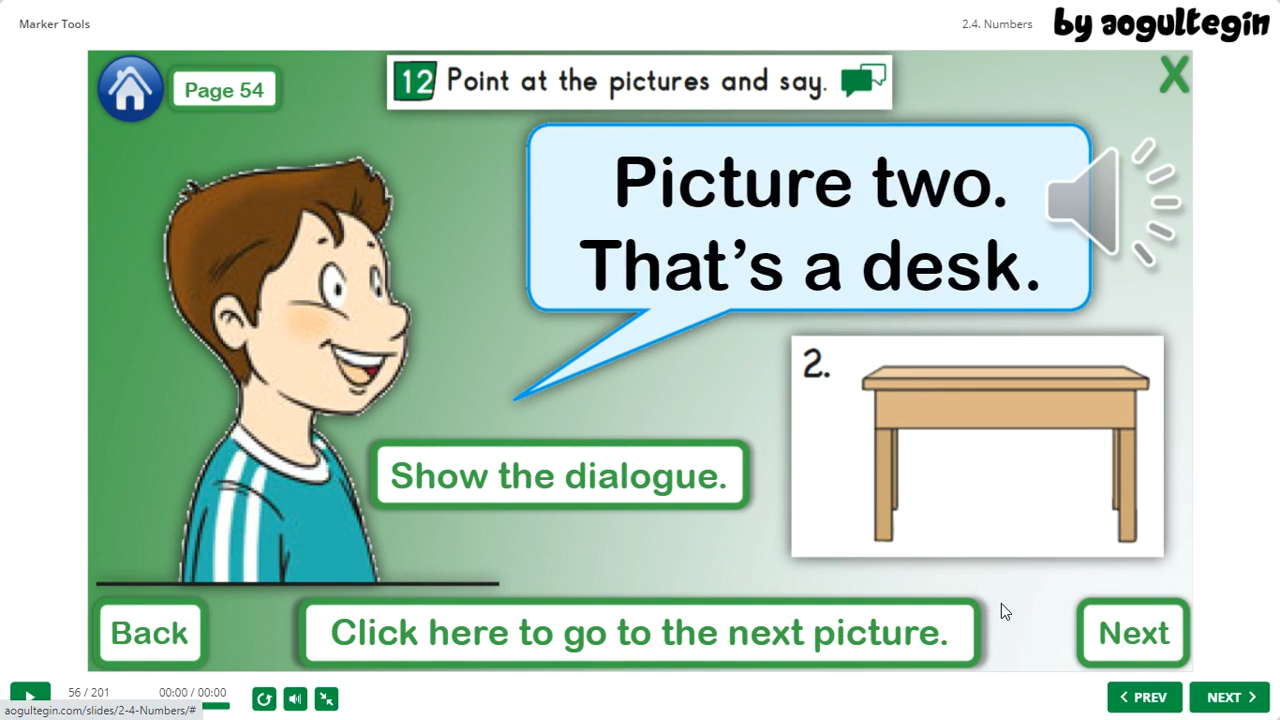 Marker Tools
2.4. Numbers
by aogultegin
Page 54
12 Point at the pictures and say.
X
Picture two.
That's a desk.
2.
Show the dialogue.
Back
Click here to go to the next picture.
Next
56 / 201
00:00 / 00:00
PREV
NEXT
aogultegin.com/slides/2-4-Numbers/#